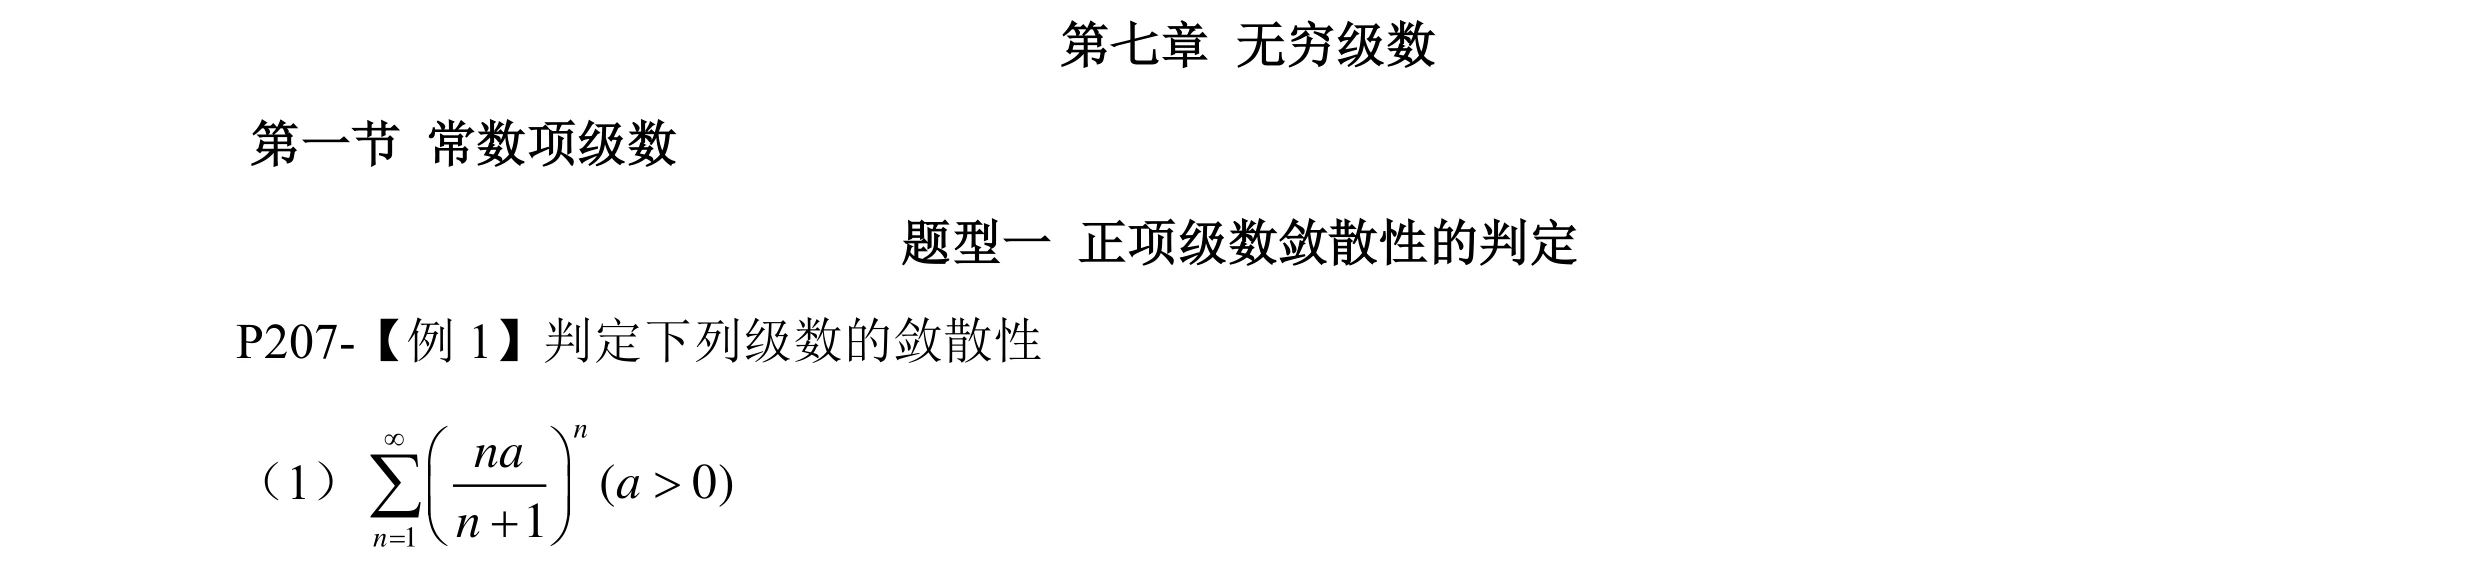 第七章 无穷级数
第一节 常数项级数
题型一 正项级数敛散性的判定
P207-【例 1】判定下列级数的敛散性
（1） $\sum_{n=1}^{\infty}\left(\frac{na}{n+1}\right)^{n}(a>0)$